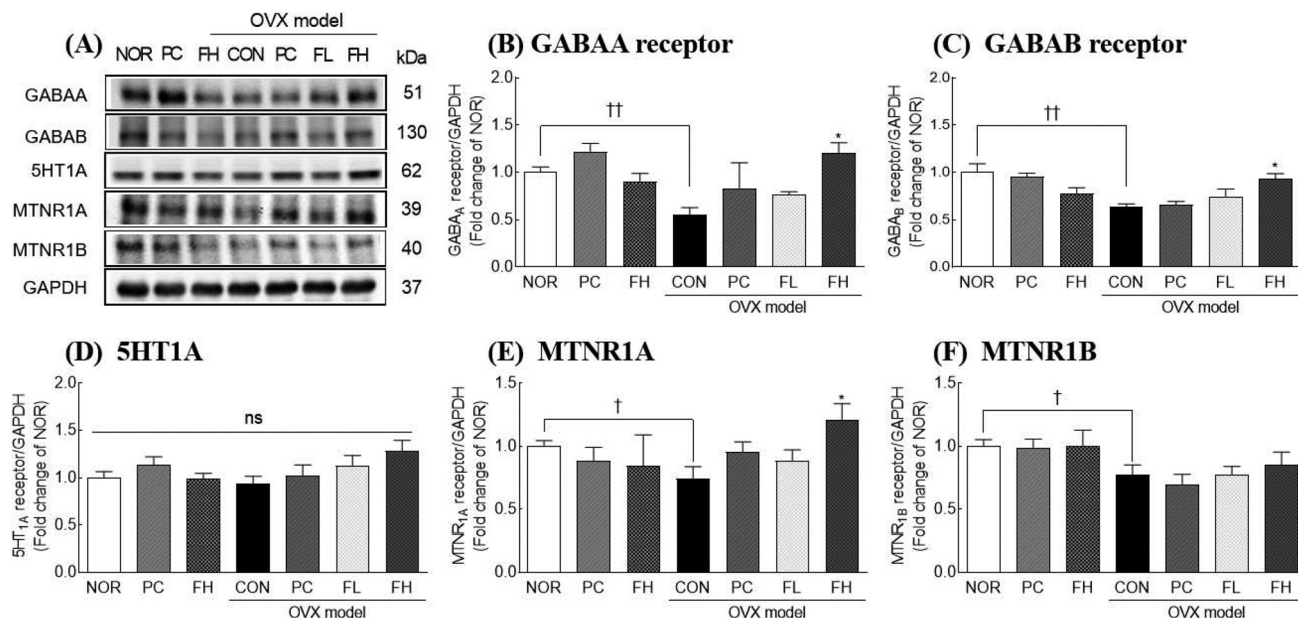 OVX model
(A) NOR PC FH CON PC FL FH kDa
GABAA 51
GABAB 130
5HT1A 62
MTNR1A 39
MTNR1B 40
GAPDH 37
(B) GABAA receptor
GABAA receptor/GAPDH
(Fold change of NOR)
2.0
1.5
1.0
0.5
0.0
††
*
NOR PC FH CON PC FL FH
OVX model
(C) GABAB receptor
GABAB receptor/GAPDH
(Fold change of NOR)
2.0
1.5
1.0
0.5
0.0
††
*
NOR PC FH CON PC FL FH
OVX model
(D) 5HT1A
5HT1A receptor/GAPDH
(Fold change of NOR)
2.0
1.5
1.0
0.5
0.0
ns
NOR PC FH CON PC FL FH
OVX model
(E) MTNR1A
MTNR1A receptor/GAPDH
(Fold change of NOR)
1.5
1.0
0.5
0.0
†
*
NOR PC FH CON PC FL FH
OVX model
(F) MTNR1B
MTNR1B receptor/GAPDH
(Fold change of NOR)
1.5
1.0
0.5
0.0
†
NOR PC FH CON PC FL FH
OVX model